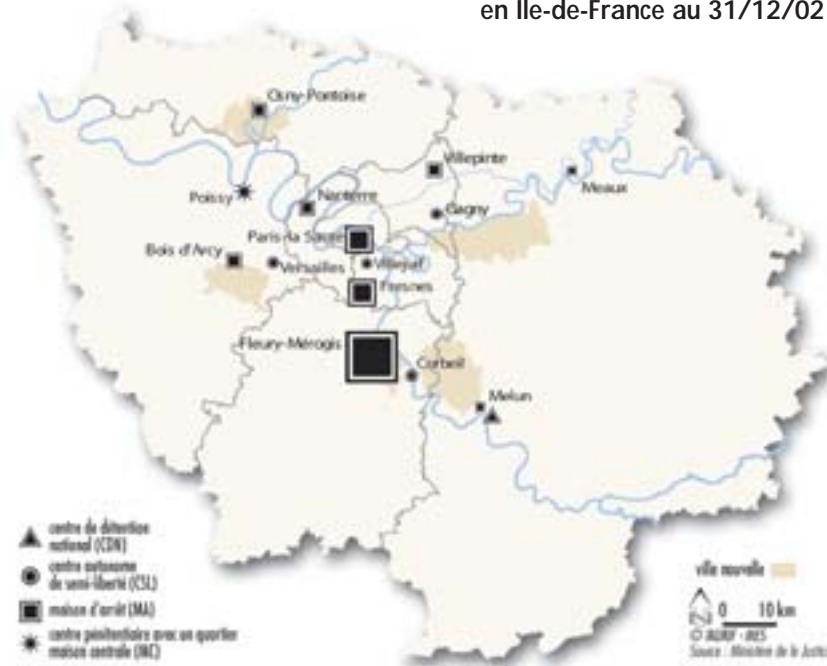 en Ile-de-France au 31/12/02
Osny-Pontoise
Villepinte
Meaux
Poissy
Nanterre
Gagny
Paris-la Santé
Bois d'Arcy
Versailles
Villejuif
Fresnes
Fleury-Mérogis
Corbeil
Melun
centre de détention
national (CDN)
centre autonome
de semi-liberté (CSL)
maison d'arrêt (MA)
centre pénitentiaire avec un quartier
maison centrale (MC)
ville nouvelle
N
0 10 km
© IAURIF - MES
Source : Ministère de la Justice